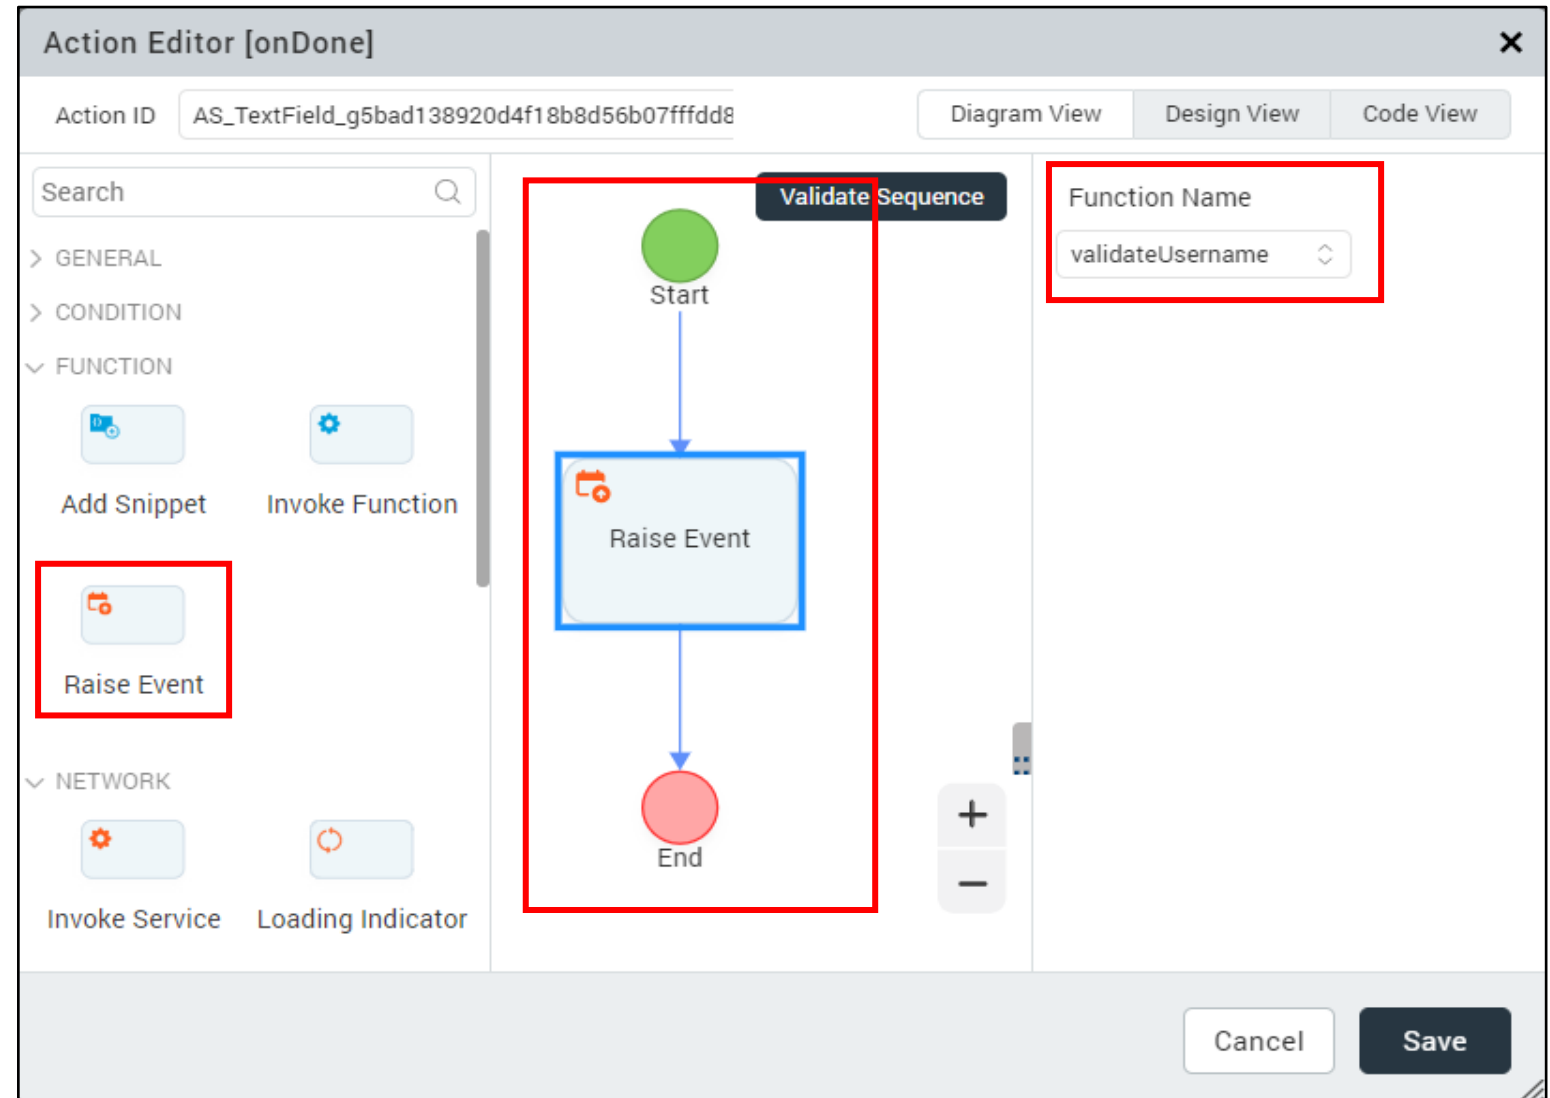 Action Editor [onDone]
Action ID
AS_TextField_g5bad138920d4f18b8d56b07fffdd8
Diagram View
Design View
Code View
Search
GENERAL
CONDITION
FUNCTION
Add Snippet
Invoke Function
Raise Event
NETWORK
Invoke Service
Loading Indicator
Validate Sequence
Start
Raise Event
End
Function Name
validateUsername
Cancel
Save